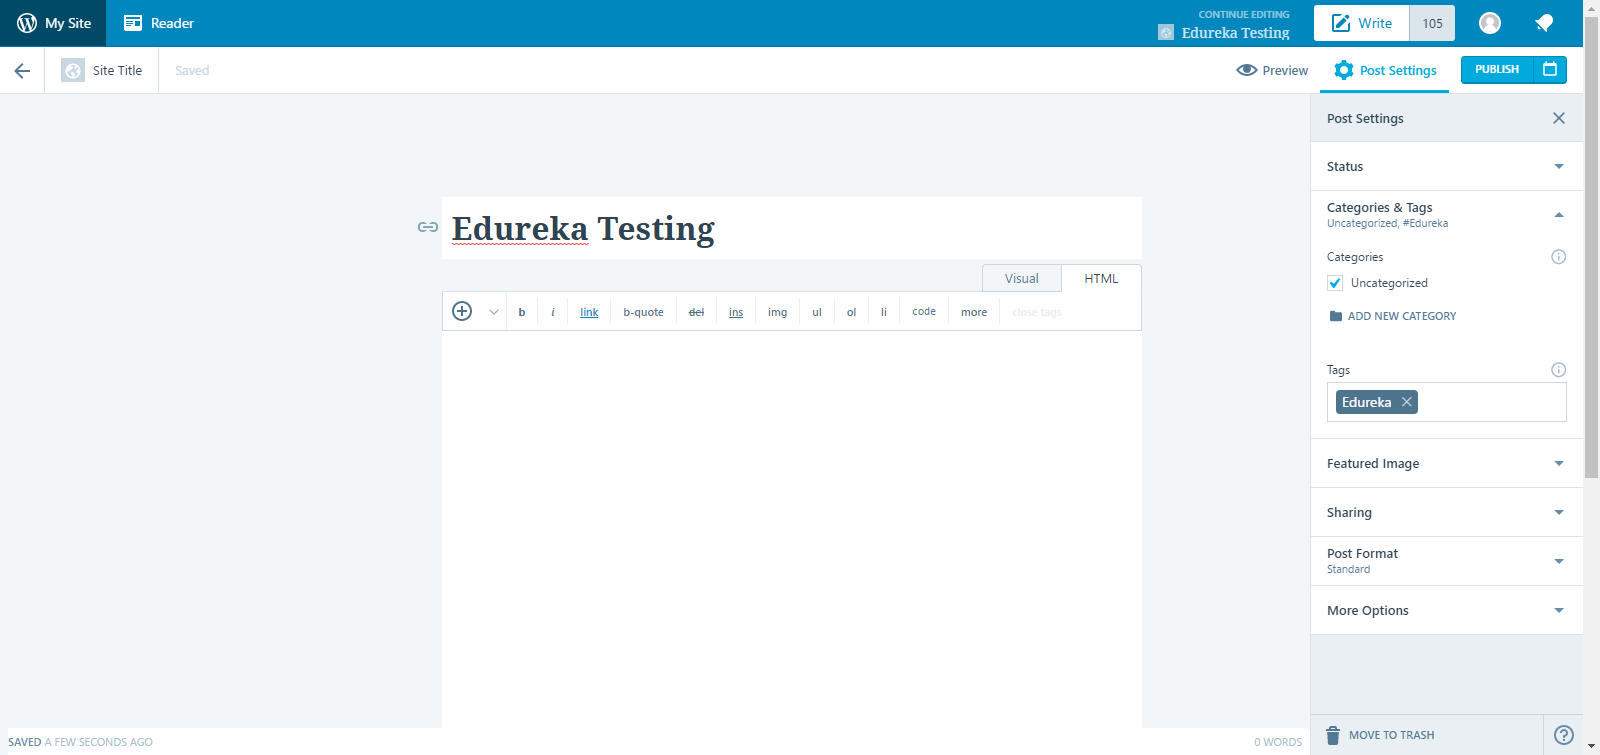 My Site
Reader
CONTINUE EDITING
Edureka Testing
Write
105
Site Title
Saved
Preview
Post Settings
PUBLISH
Edureka Testing
Visual
HTML
b i link b-quote del ins img ul ol li code more close tags
Post Settings
Status
Categories & Tags
Uncategorized, #Edureka
Categories
Uncategorized
ADD NEW CATEGORY
Tags
Edureka
Featured Image
Sharing
Post Format
Standard
More Options
SAVED A FEW SECONDS AGO
0 WORDS
MOVE TO TRASH